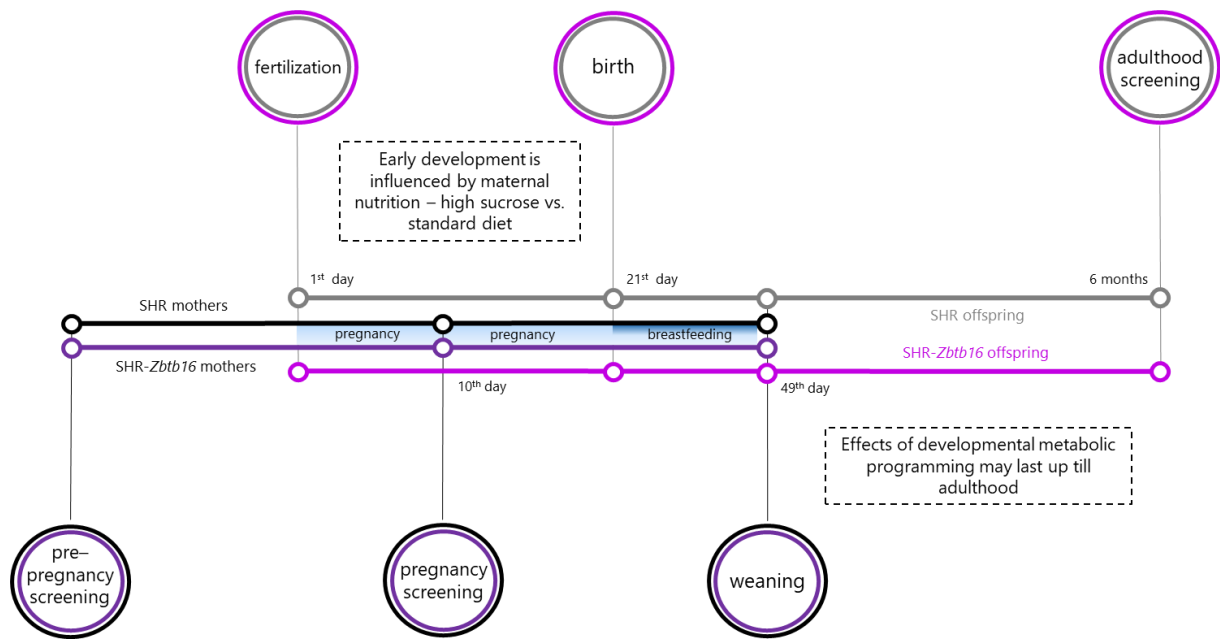 fertilization
birth
adulthood
screening
Early development is
influenced by maternal
nutrition – high sucrose vs.
standard diet
1st day
21st day
6 months
SHR mothers
SHR offspring
pregnancy
pregnancy
breastfeeding
SHR-Zbtb16 mothers
SHR-Zbtb16 offspring
10th day
49th day
Effects of developmental metabolic
programming may last up till
adulthood
pre–
pregnancy
screening
pregnancy
screening
weaning